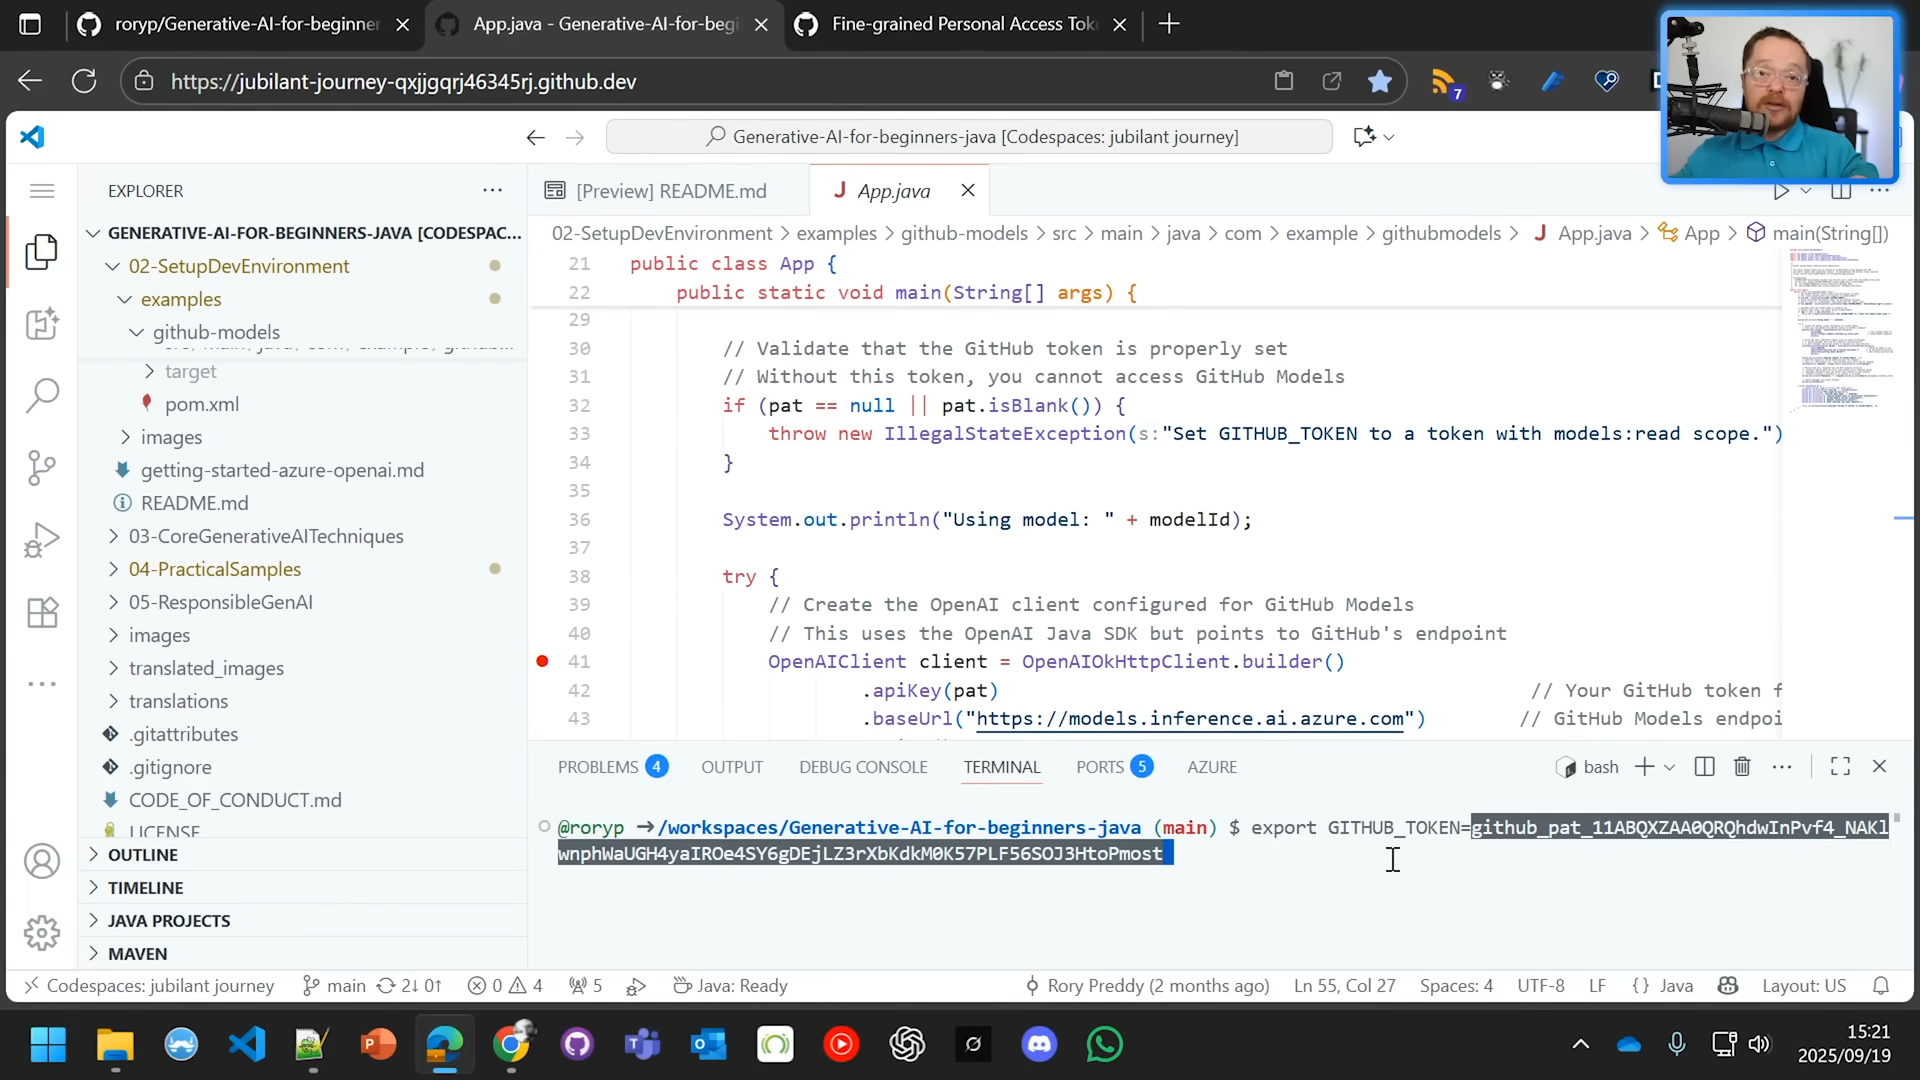 roryp/Generative-AI-for-beginner
App.java - Generative-AI-for-begi
Fine-grained Personal Access Tok
https://jubilant-journey-qxjjgqrj46345rj.github.dev
7
Generative-AI-for-beginners-java [Codespaces: jubilant journey]
EXPLORER
[Preview] README.md
App.java
GENERATIVE-AI-FOR-BEGINNERS-JAVA [CODESPAC...
02-SetupDevEnvironment > examples > github-models > src > main > java > com > example > githubmodels > App.java > App > main(String[])
02-SetupDevEnvironment
examples
github-models
target
pom.xml
images
getting-started-azure-openai.md
README.md
03-CoreGenerativeAITechniques
04-PracticalSamples
05-ResponsibleGenAI
images
translated_images
translations
.gitattributes
.gitignore
CODE_OF_CONDUCT.md
LICENSE
OUTLINE
TIMELINE
JAVA PROJECTS
MAVEN
21 public class App {
22 public static void main(String[] args) {
29
30 // Validate that the GitHub token is properly set
31 // Without this token, you cannot access GitHub Models
32 if (pat == null || pat.isBlank()) {
33 throw new IllegalStateException(s:"Set GITHUB_TOKEN to a token with models:read scope.")
34 }
35
36 System.out.println("Using model: " + modelId);
37
38 try {
39 // Create the OpenAI client configured for GitHub Models
40 // This uses the OpenAI Java SDK but points to GitHub's endpoint
41 OpenAIClient client = OpenAIOkHttpClient.builder()
42 .apiKey(pat) // Your GitHub token f
43 .baseUrl("https://models.inference.ai.azure.com") // GitHub Models endpoi
PROBLEMS 4 OUTPUT DEBUG CONSOLE TERMINAL PORTS 5 AZURE
bash
@roryp ➜/workspaces/Generative-AI-for-beginners-java (main) $ export GITHUB_TOKEN=github_pat_11ABQXZAA0QRQhdwInPvf4_NAKl
wnphWaUGH4yaIROe4SY6gDEjLZ3rXbKdkM0K57PLF56SOJ3HtoPmost
Codespaces: jubilant journey main 2↓ 0↑ 0 4 5 Java: Ready
Rory Preddy (2 months ago) Ln 55, Col 27 Spaces: 4 UTF-8 LF {} Java Layout: US
15:21
2025/09/19